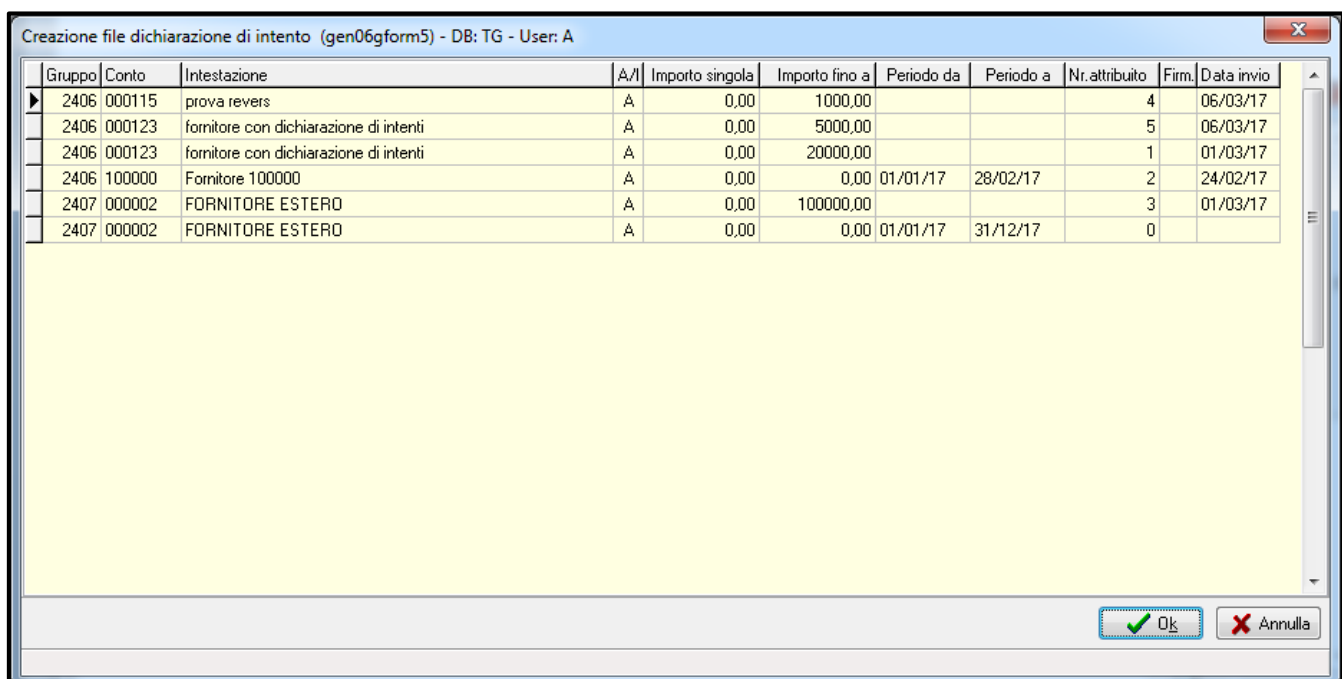 Creazione file dichiarazione di intento (gen06gform5) - DB: TG - User: A
Gruppo Conto Intestazione A/I Importo singola Importo fino a Periodo da Periodo a Nr.attribuito Firm. Data invio
2406 000115 prova revers A 0,00 1000,00 4 06/03/17
2406 000123 fornitore con dichiarazione di intenti A 0,00 5000,00 5 06/03/17
2406 000123 fornitore con dichiarazione di intenti A 0,00 20000,00 1 01/03/17
2406 100000 Fornitore 100000 A 0,00 0,00 01/01/17 28/02/17 2 24/02/17
2407 000002 FORNITORE ESTERO A 0,00 100000,00 3 01/03/17
2407 000002 FORNITORE ESTERO A 0,00 0,00 01/01/17 31/12/17 0
Ok Annulla